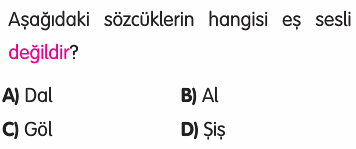 Aşağıdaki sözcüklerin hangisi eş sesli
değildir?
A) Dal B) Al
C) Göl D) Şiş